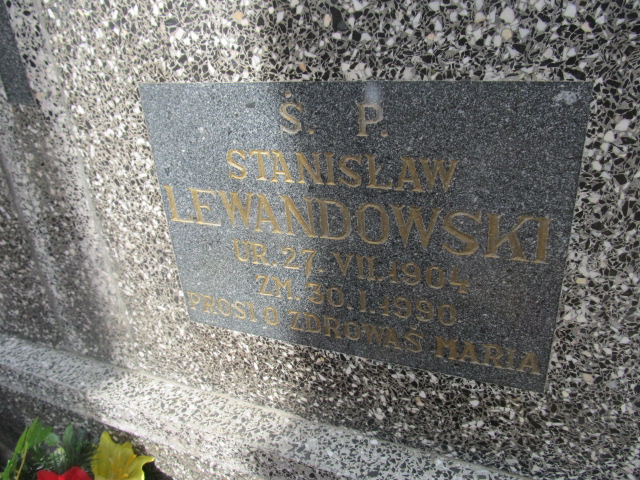 Ś. P.
STANISŁAW
LEWANDOWSKI
UR. 27. VII. 1904
ZM. 30. I. 1990
PROSI O ZDROWAŚ MARIA